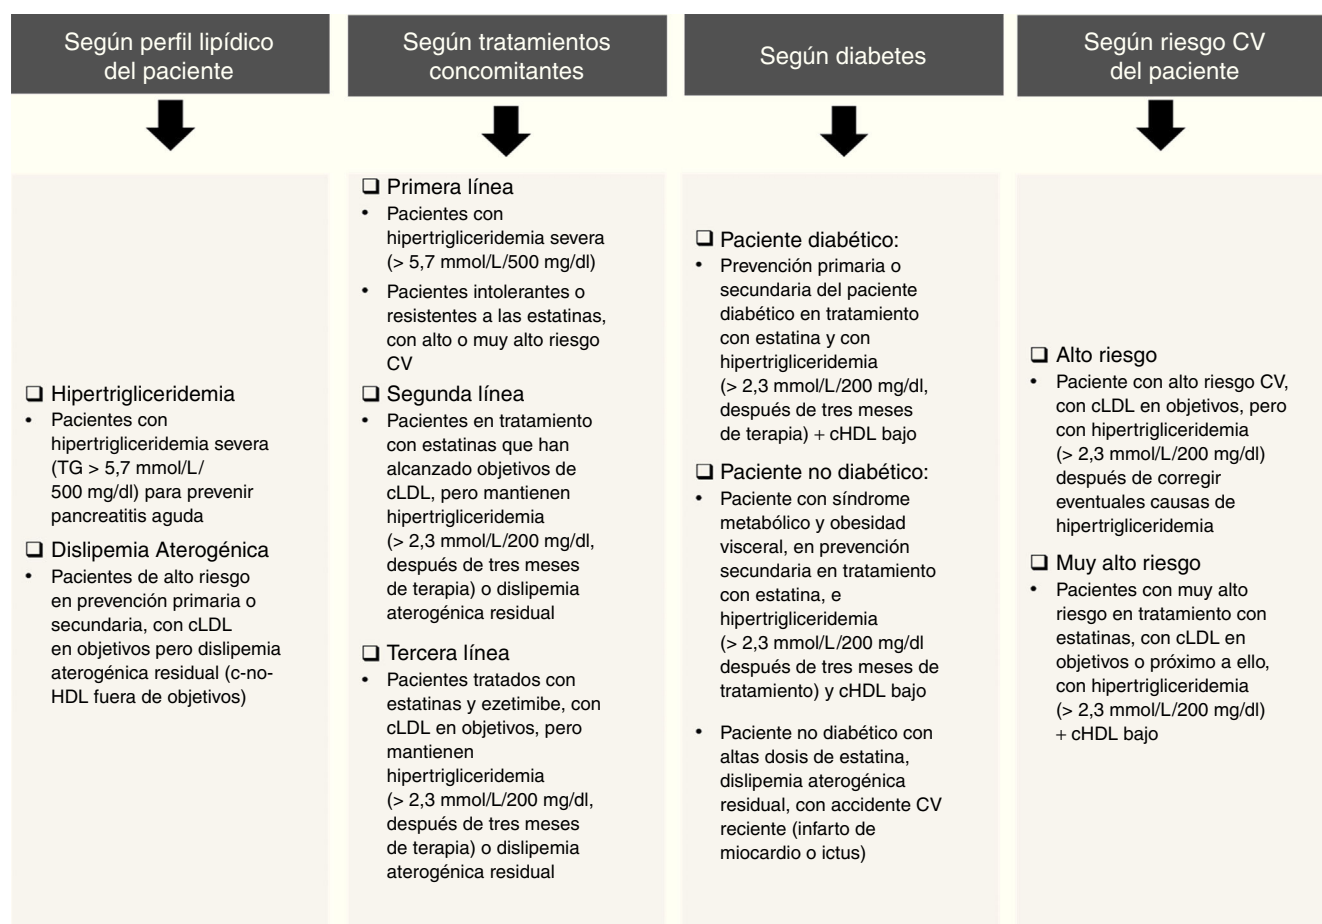 Según perfil lipídico
del paciente
❑ Hipertrigliceridemia
• Pacientes con
hipertrigliceridemia severa
(TG > 5,7 mmol/L/
500 mg/dl) para prevenir
pancreatitis aguda
❑ Dislipemia Aterogénica
• Pacientes de alto riesgo
en prevención primaria o
secundaria, con cLDL
en objetivos pero dislipemia
aterogénica residual (c-no-
HDL fuera de objetivos)
Según tratamientos
concomitantes
❑ Primera línea
• Pacientes con
hipertrigliceridemia severa
(> 5,7 mmol/L/500 mg/dl)
• Pacientes intolerantes o
resistentes a las estatinas,
con alto o muy alto riesgo
CV
❑ Segunda línea
• Pacientes en tratamiento
con estatinas que han
alcanzado objetivos de
cLDL, pero mantienen
hipertrigliceridemia
(> 2,3 mmol/L/200 mg/dl,
después de tres meses
de terapia) o dislipemia
aterogénica residual
❑ Tercera línea
• Pacientes tratados con
estatinas y ezetimibe, con
cLDL en objetivos, pero
mantienen
hipertrigliceridemia
(> 2,3 mmol/L/200 mg/dl,
después de tres meses
de terapia) o dislipemia
aterogénica residual
Según diabetes
❑ Paciente diabético:
• Prevención primaria o
secundaria del paciente
diabético en tratamiento
con estatina y con
hipertrigliceridemia
(> 2,3 mmol/L/200 mg/dl,
después de tres meses
de terapia) + cHDL bajo
❑ Paciente no diabético:
• Paciente con síndrome
metabólico y obesidad
visceral, en prevención
secundaria en tratamiento
con estatina, e
hipertrigliceridemia
(> 2,3 mmol/L/200 mg/dl
después de tres meses de
tratamiento) y cHDL bajo
• Paciente no diabético con
altas dosis de estatina,
dislipemia aterogénica
residual, con accidente CV
reciente (infarto de
miocardio o ictus)
Según riesgo CV
del paciente
❑ Alto riesgo
• Paciente con alto riesgo CV,
con cLDL en objetivos, pero
con hipertrigliceridemia
(> 2,3 mmol/L/200 mg/dl)
después de corregir
eventuales causas de
hipertrigliceridemia
❑ Muy alto riesgo
• Pacientes con muy alto
riesgo en tratamiento con
estatinas, con cLDL en
objetivos o próximo a ello,
con hipertrigliceridemia
(> 2,3 mmol/L/200 mg/dl)
+ cHDL bajo